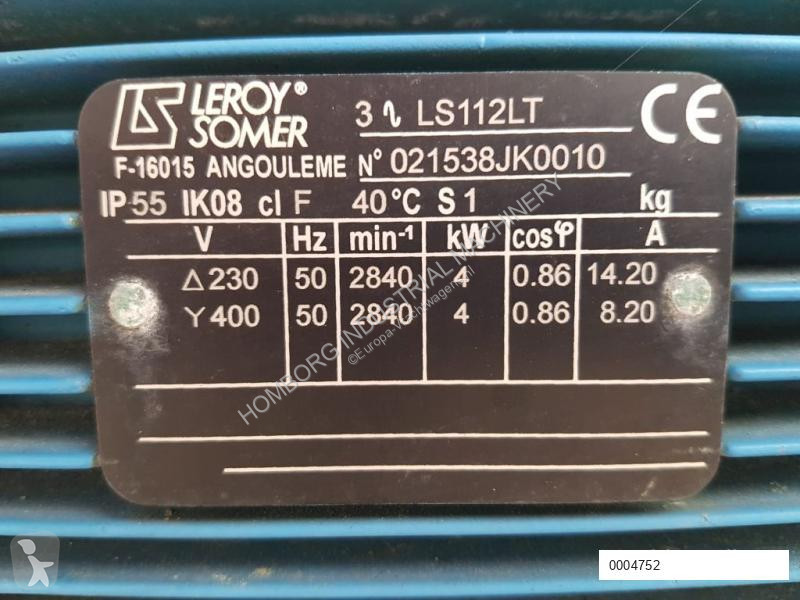 LEROY®
SOMER
3 ∿ LS112LT
CE
F-16015 ANGOULEME N° 021538JK0010
IP 55 IK08 cl F 40°C S 1 kg
V Hz min⁻¹ kW cosφ A
Δ 230 50 2840 4 0.86 14.20
Y 400 50 2840 4 0.86 8.20
HOMBORG INDUSTRIAL MACHINERY
0004752